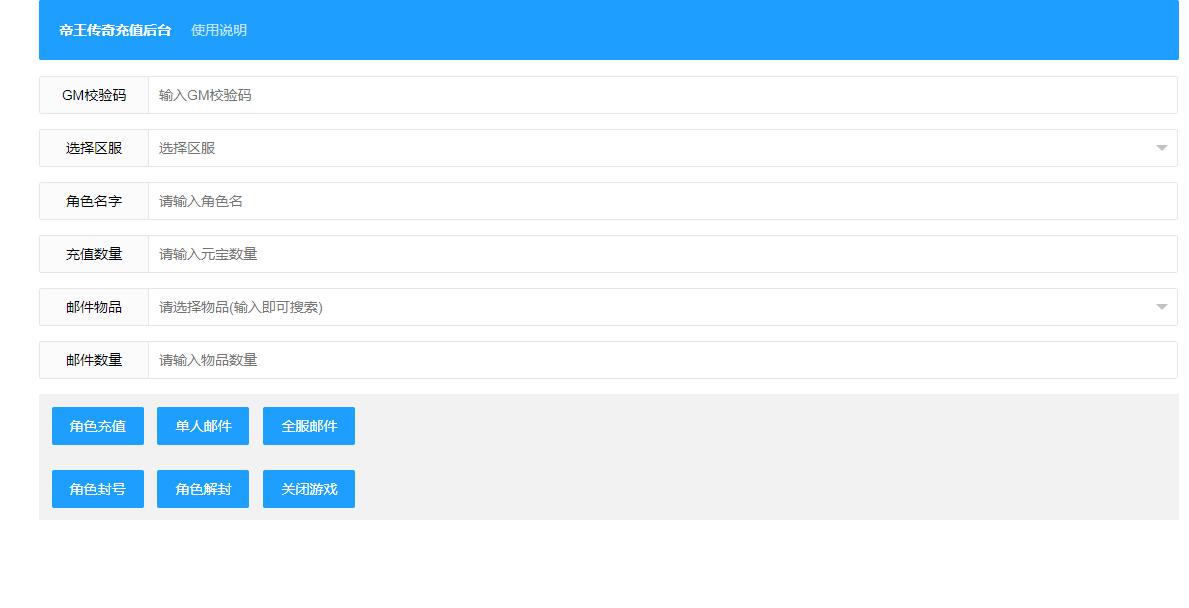 帝王传奇充值后台 使用说明
GM校验码 输入GM校验码
选择区服 选择区服
角色名字 请输入角色名
充值数量 请输入元宝数量
邮件物品 请选择物品(输入即可搜索)
邮件数量 请输入物品数量
角色充值 单人邮件 全服邮件
角色封号 角色解封 关闭游戏